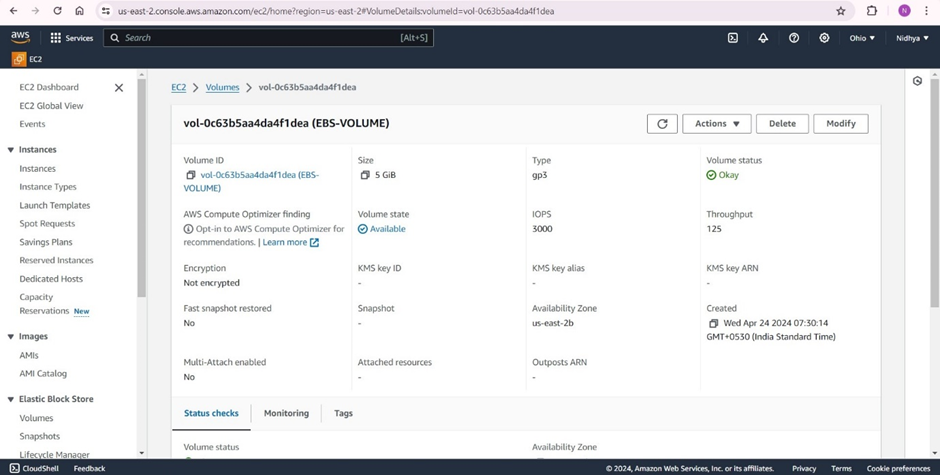 us-east-2.console.aws.amazon.com/ec2/home?region=us-east-2#VolumeDetails:volumeId=vol-0c63b5aa4da4f1dea
N
aws
Services
Search
[Alt+S]
Ohio ▼
Nidhya ▼
EC2
EC2 Dashboard
EC2 Global View
Events
Instances
Instances
Instance Types
Launch Templates
Spot Requests
Savings Plans
Reserved Instances
Dedicated Hosts
Capacity
Reservations New
Images
AMIs
AMI Catalog
Elastic Block Store
Volumes
Snapshots
Lifecycle Manager
EC2 > Volumes > vol-0c63b5aa4da4f1dea
vol-0c63b5aa4da4f1dea (EBS-VOLUME)
Actions ▼
Delete
Modify
Volume ID
vol-0c63b5aa4da4f1dea (EBS-
VOLUME)
Size
5 GiB
Type
gp3
Volume status
Okay
AWS Compute Optimizer finding
Opt-in to AWS Compute Optimizer for
recommendations. | Learn more
Volume state
Available
IOPS
3000
Throughput
125
Encryption
Not encrypted
KMS key ID
-
KMS key alias
-
KMS key ARN
-
Fast snapshot restored
No
Snapshot
-
Availability Zone
us-east-2b
Created
Wed Apr 24 2024 07:30:14
GMT+0530 (India Standard Time)
Multi-Attach enabled
No
Attached resources
-
Outposts ARN
-
Status checks
Monitoring
Tags
Volume status
Availability Zone
CloudShell
Feedback
© 2024, Amazon Web Services, Inc. or its affiliates.
Privacy
Terms
Cookie preferences